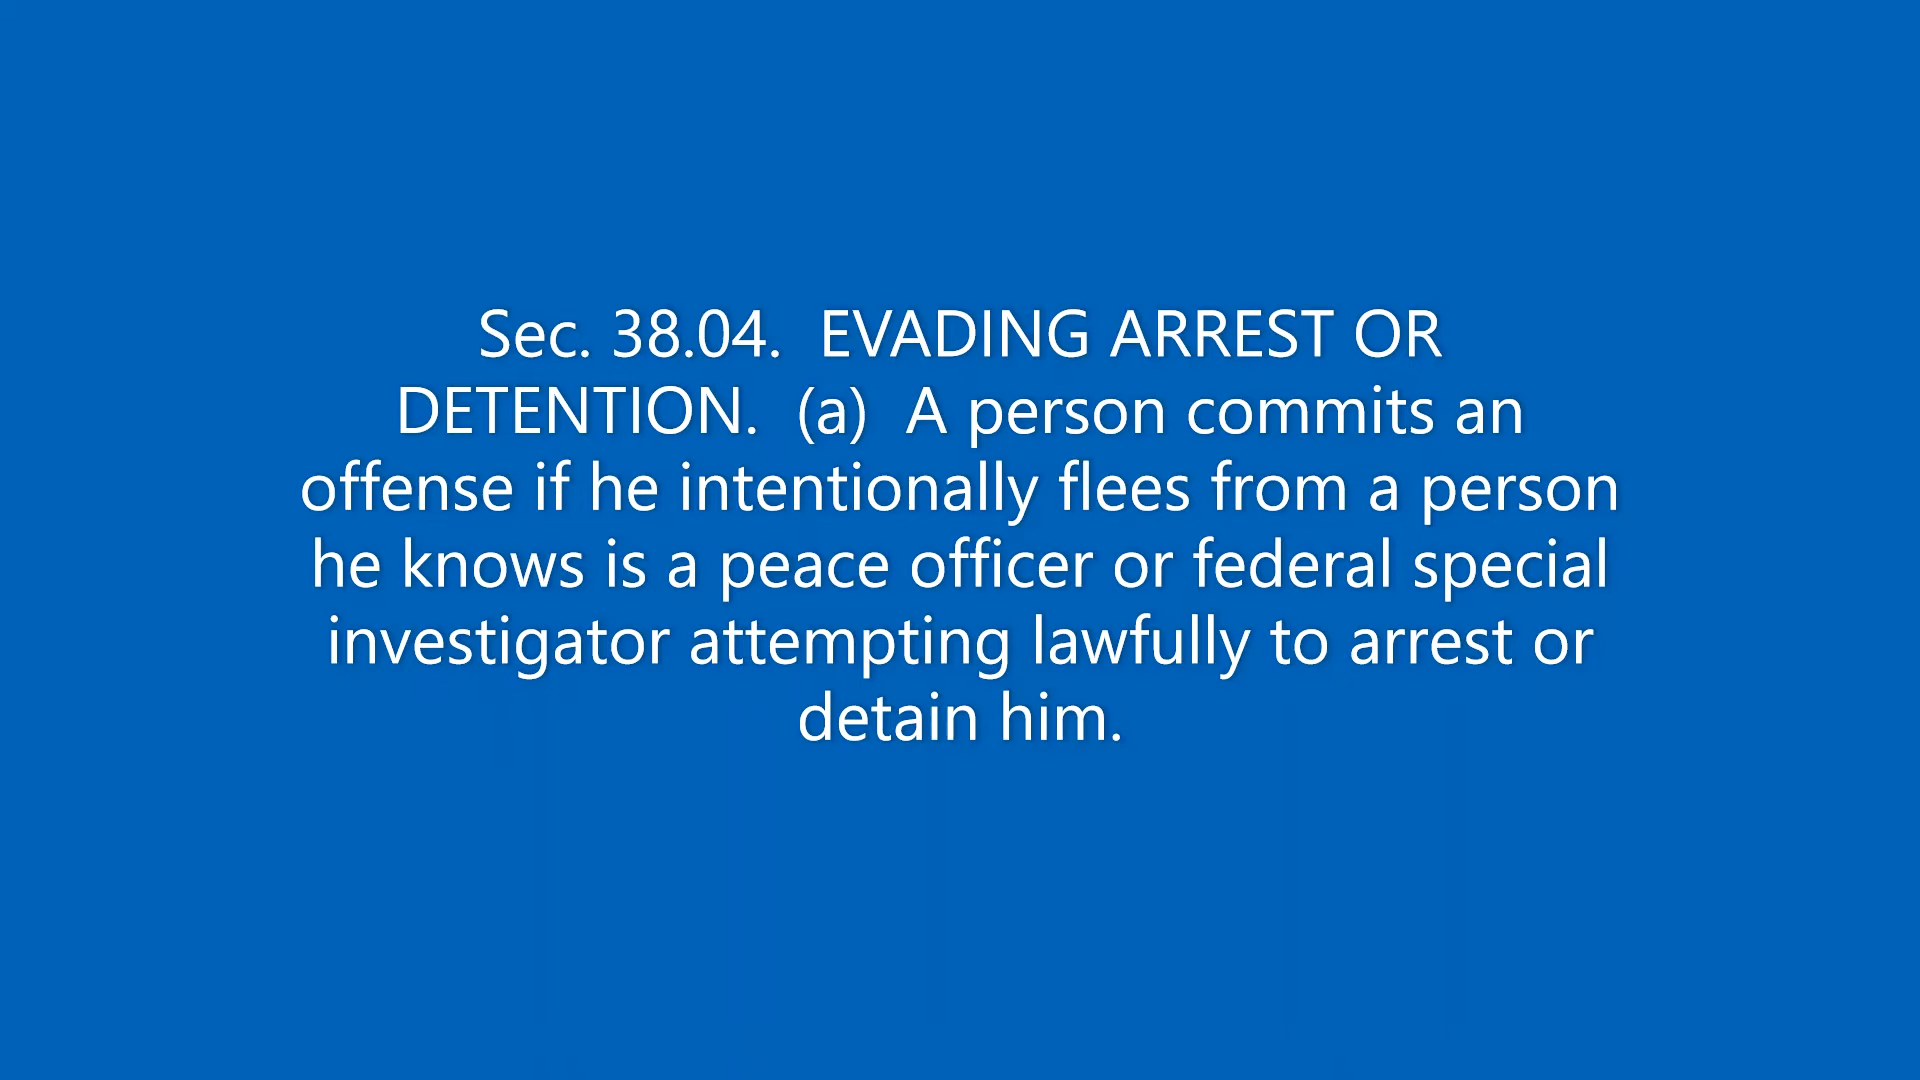 Sec. 38.04.  EVADING ARREST OR
DETENTION.  (a)  A person commits an
offense if he intentionally flees from a person
he knows is a peace officer or federal special
investigator attempting lawfully to arrest or
detain him.